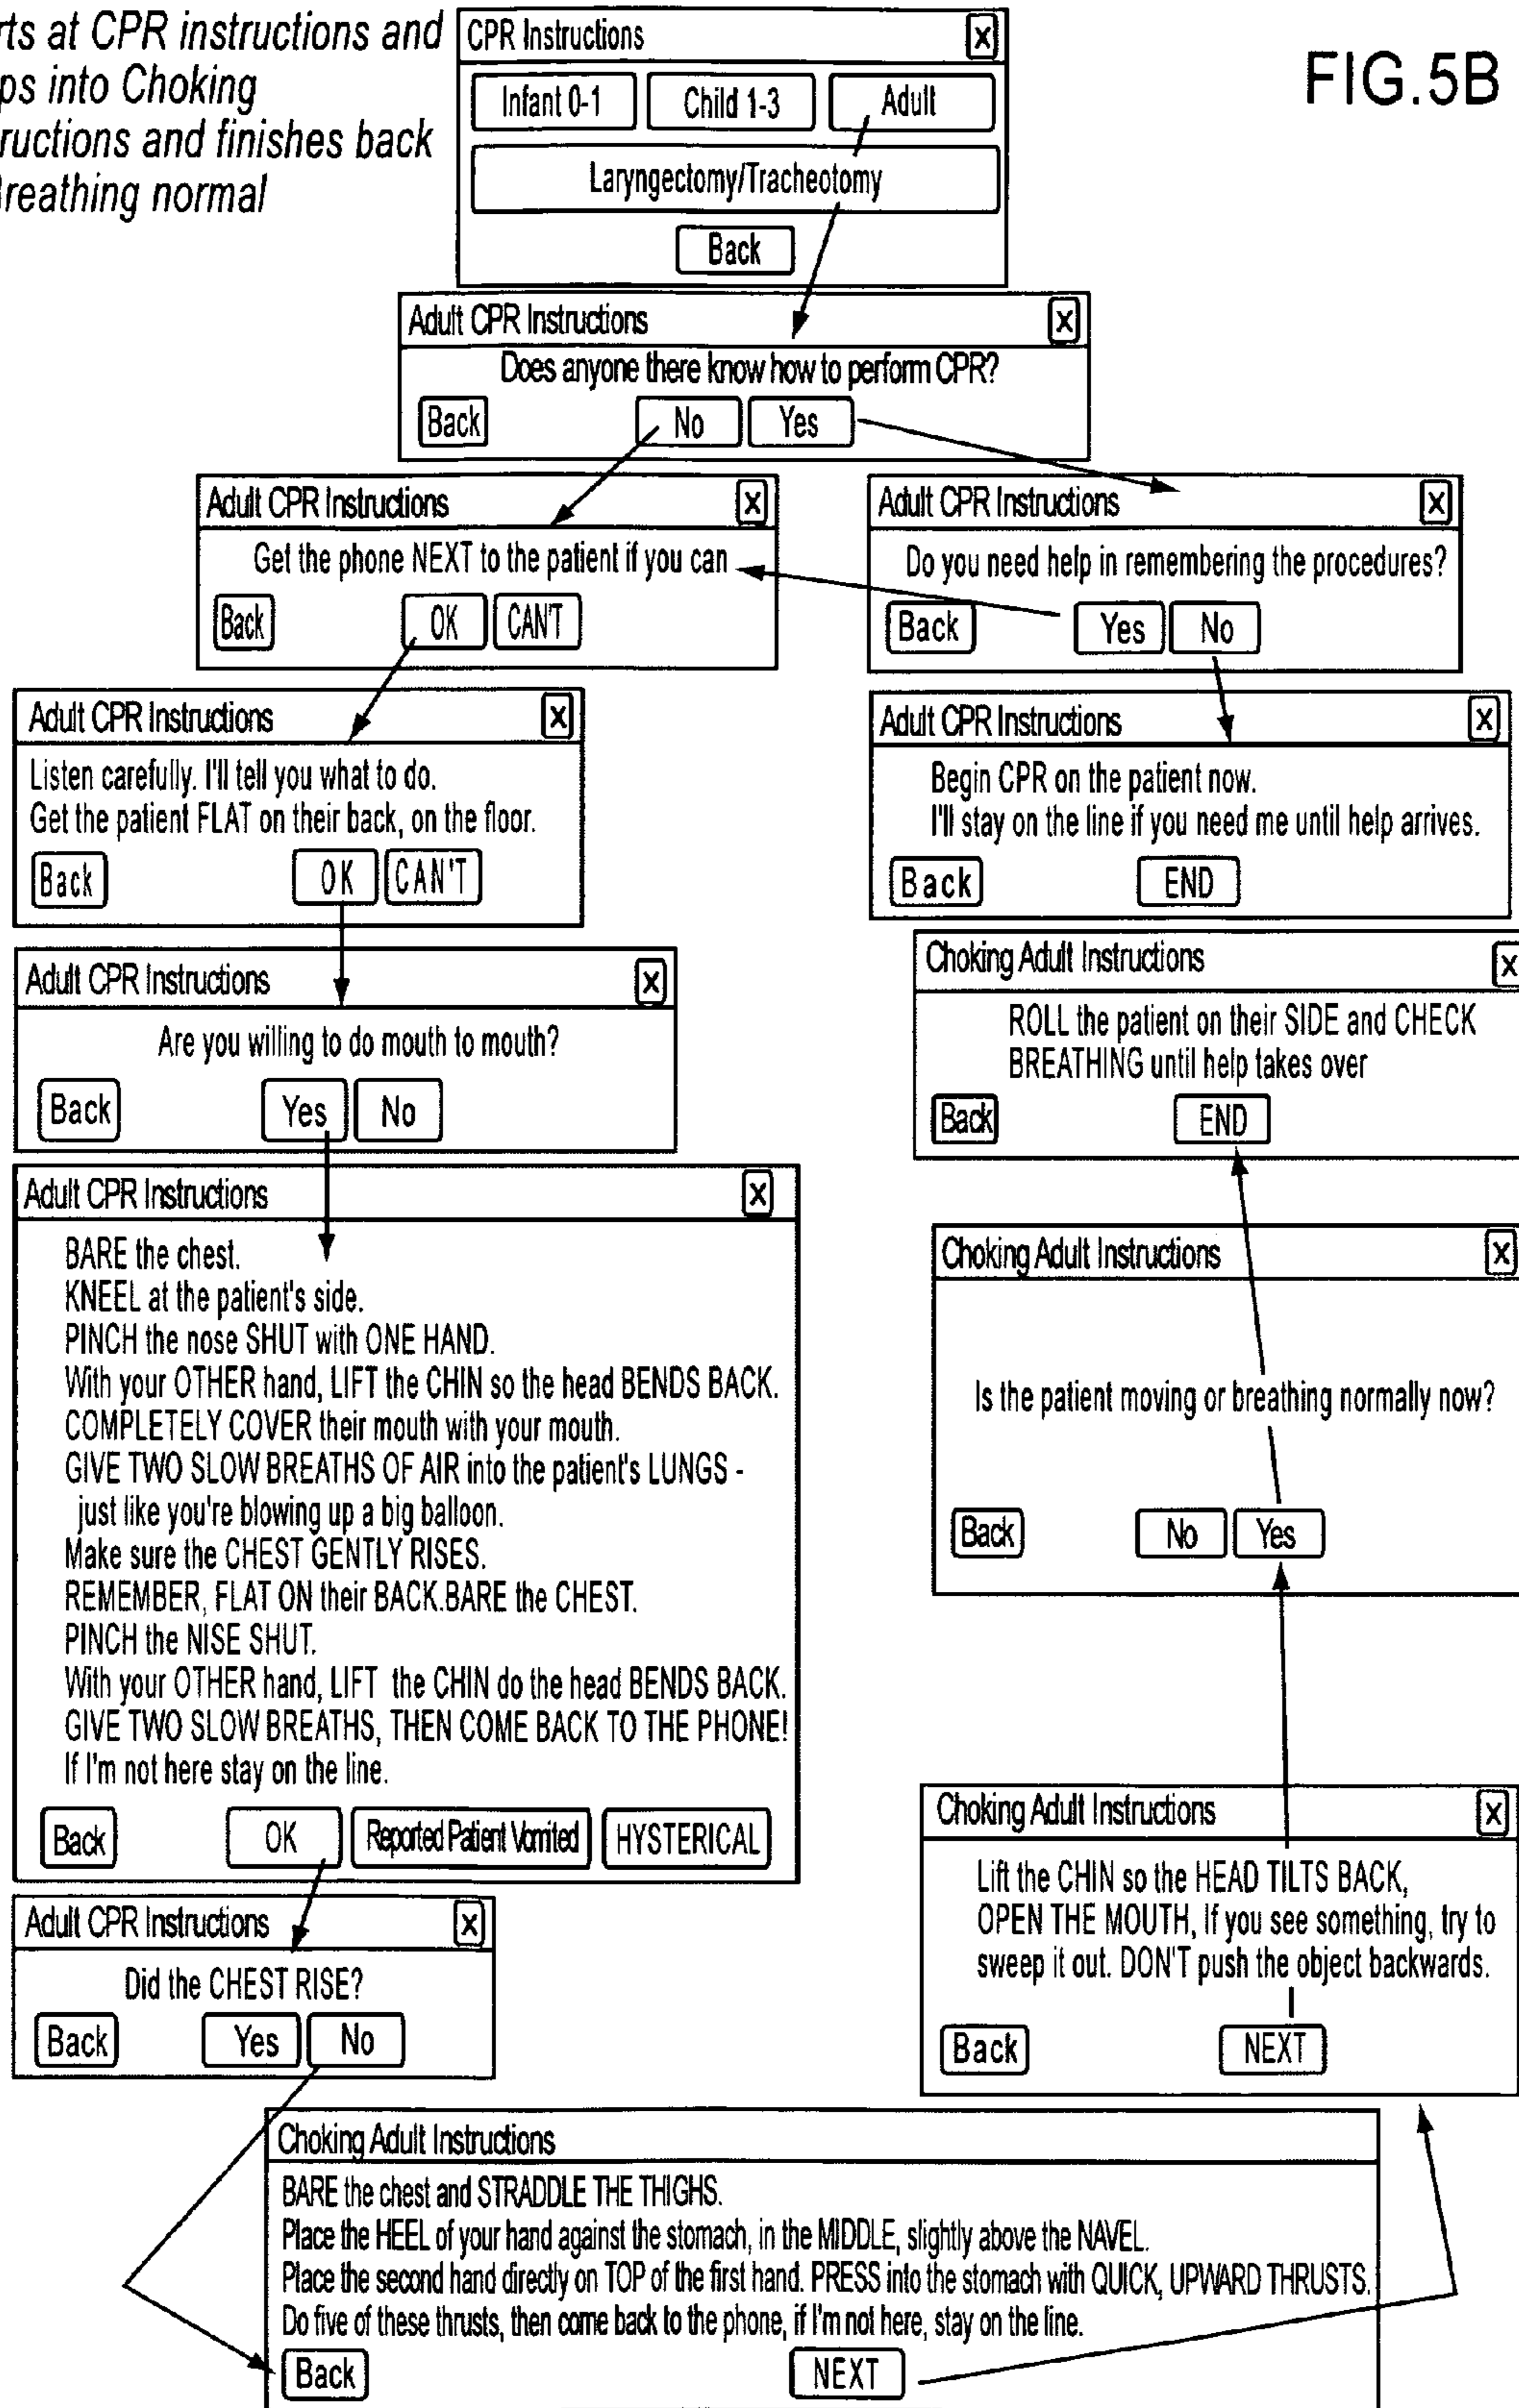 rts at CPR instructions and
ps into Choking
ructions and finishes back
Breathing normal
FIG.5B
CPR Instructions X
Infant 0-1 Child 1-3 Adult
Laryngectomy/Tracheotomy
Back
Adult CPR Instructions X
Does anyone there know how to perform CPR?
Back No Yes
Adult CPR Instructions X
Get the phone NEXT to the patient if you can
Back OK CAN'T
Adult CPR Instructions X
Do you need help in remembering the procedures?
Back Yes No
Adult CPR Instructions X
Listen carefully. I'll tell you what to do.
Get the patient FLAT on their back, on the floor.
Back OK CAN'T
Adult CPR Instructions X
Begin CPR on the patient now.
I'll stay on the line if you need me until help arrives.
Back END
Adult CPR Instructions X
Are you willing to do mouth to mouth?
Back Yes No
Choking Adult Instructions X
ROLL the patient on their SIDE and CHECK
BREATHING until help takes over
Back END
Adult CPR Instructions X
BARE the chest.
KNEEL at the patient's side.
PINCH the nose SHUT with ONE HAND.
With your OTHER hand, LIFT the CHIN so the head BENDS BACK.
COMPLETELY COVER their mouth with your mouth.
GIVE TWO SLOW BREATHS OF AIR into the patient's LUNGS -
just like you're blowing up a big balloon.
Make sure the CHEST GENTLY RISES.
REMEMBER, FLAT ON their BACK.BARE the CHEST.
PINCH the NISE SHUT.
With your OTHER hand, LIFT the CHIN do the head BENDS BACK.
GIVE TWO SLOW BREATHS, THEN COME BACK TO THE PHONE!
If I'm not here stay on the line.
Back OK Reported Patient Vomited HYSTERICAL
Choking Adult Instructions X
Is the patient moving or breathing normally now?
Back No Yes
Choking Adult Instructions X
Lift the CHIN so the HEAD TILTS BACK,
OPEN THE MOUTH, If you see something, try to
sweep it out. DON'T push the object backwards.
Back NEXT
Adult CPR Instructions X
Did the CHEST RISE?
Back Yes No
Choking Adult Instructions
BARE the chest and STRADDLE THE THIGHS.
Place the HEEL of your hand against the stomach, in the MIDDLE, slightly above the NAVEL.
Place the second hand directly on TOP of the first hand. PRESS into the stomach with QUICK, UPWARD THRUSTS.
Do five of these thrusts, then come back to the phone, if I'm not here, stay on the line.
Back NEXT